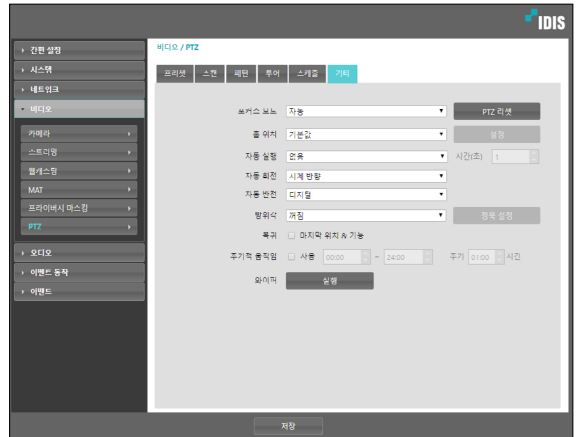 IDIS
간편 설정
시스템
네트워크
비디오
카메라
스트리밍
웹캐스팅
MAT
프라이버시 마스킹
PTZ
오디오
이벤트 동작
이벤트
비디오 / PTZ
프리셋 스캔 패턴 투어 스케줄 기타
포커스 모드 자동 PTZ 리셋
줌 위치 기본값 설정
자동 실행 없음 시간(초) 1
자동 회전 시계 방향
자동 반전 디지털
방위각 꺼짐 항목 설정
복귀 마지막 위치 & 기능
주기적 움직임 사용 00:00 ~ 24:00 주기 01:00 시간
와이퍼 실행
저장